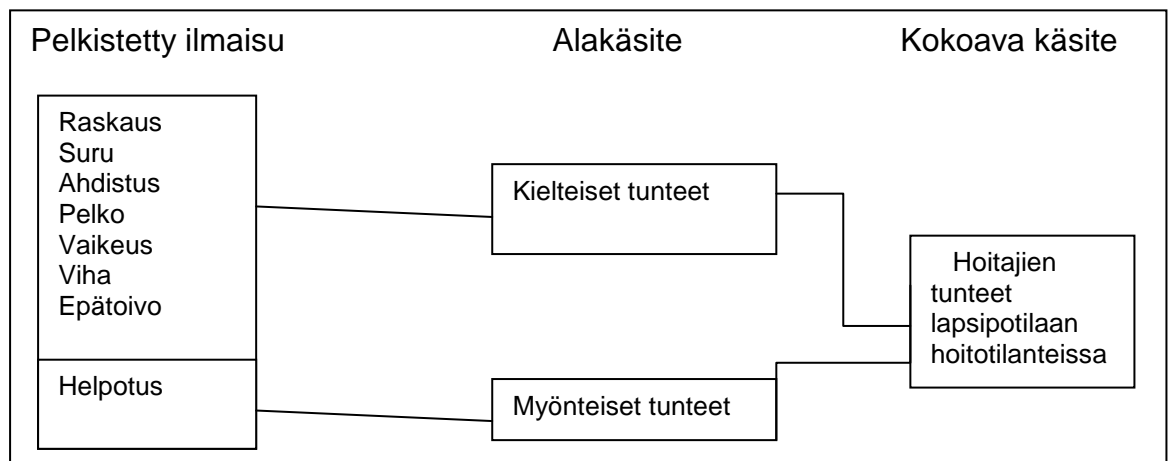 Pelkistetty ilmaisu Alakäsite Kokoava käsite
Raskaus
Suru
Ahdistus
Pelko
Vaikeus
Viha
Epätoivo
Helpotus
Kielteiset tunteet
Myönteiset tunteet
Hoitajien
tunteet
lapsipotilaan
hoitotilanteissa